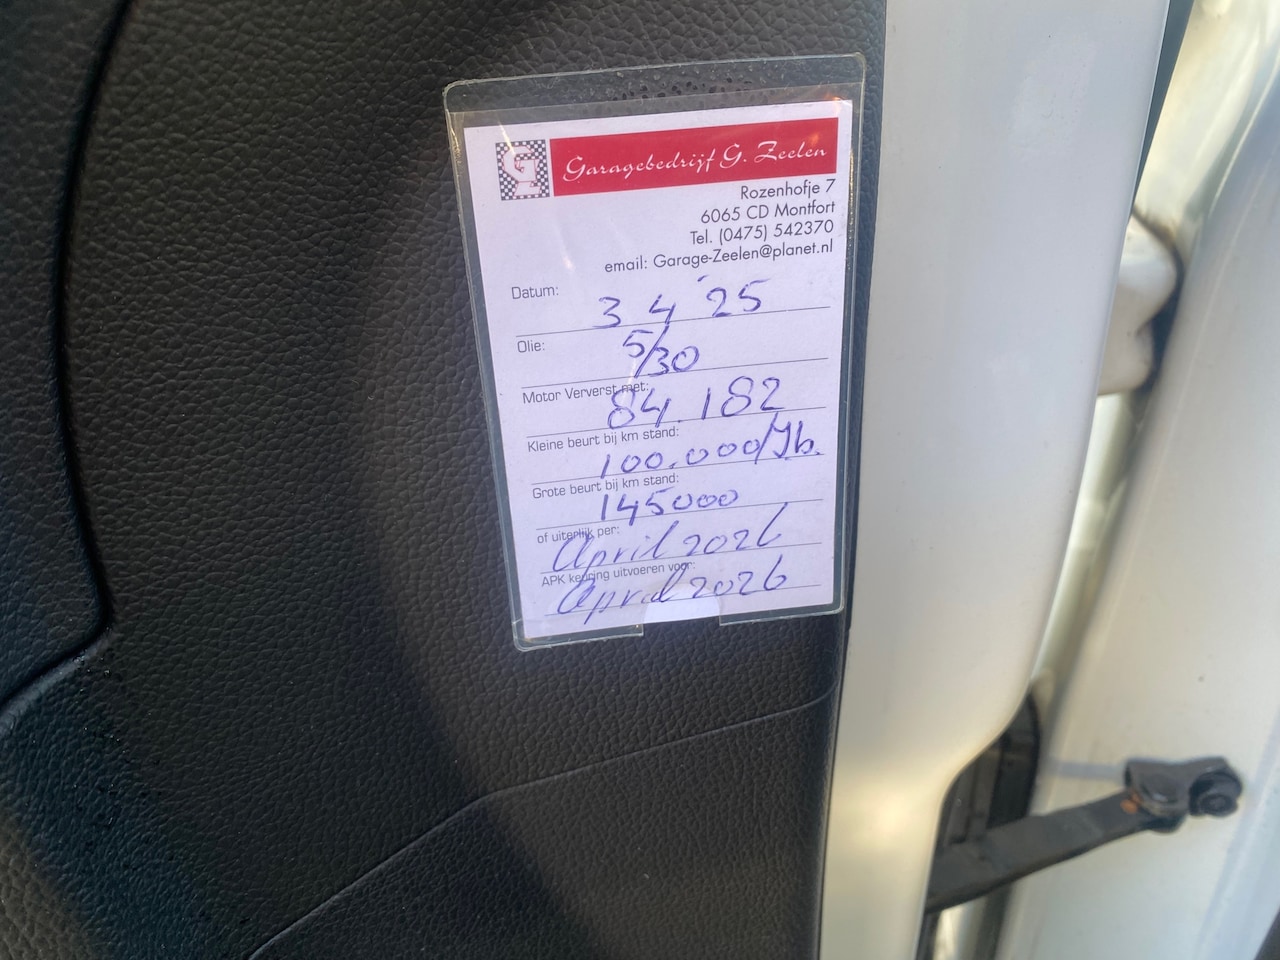 G
Garagebedrijf G. Zeelen
Rozenhofje 7
6065 CD Montfort
Tel. (0475) 542370
email: Garage-Zeelen@planet.nl
Datum: 3 4 '25
Olie: 5/30
Motor Ververst met: 84.182
Kleine beurt bij km stand: 100.000/Jb.
Grote beurt bij km stand: 145000
of uiterlijk per: April 2026
APK keuring uitvoeren voor: April 2026